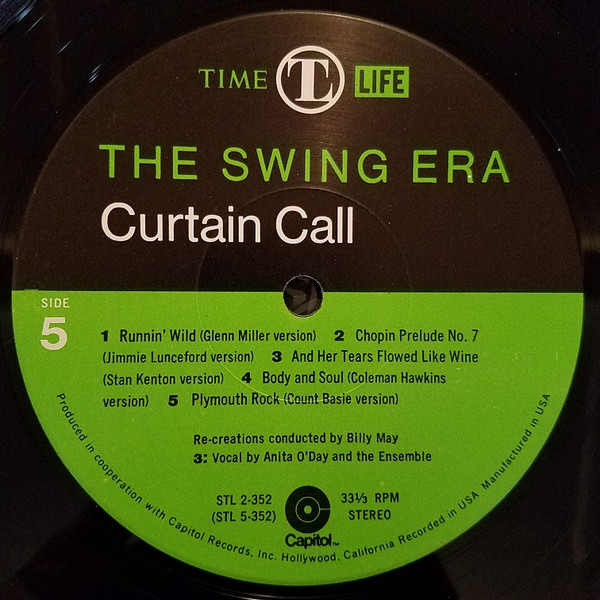 TIME TL LIFE
THE SWING ERA
Curtain Call
SIDE
5
1 Runnin' Wild (Glenn Miller version) 2 Chopin Prelude No. 7
(Jimmie Lunceford version) 3 And Her Tears Flowed Like Wine
(Stan Kenton version) 4 Body and Soul (Coleman Hawkins
version) 5 Plymouth Rock (Count Basie version)
Re-creations conducted by Billy May
3: Vocal by Anita O'Day and the Ensemble
STL 2-352 33⅓ RPM
(STL 5-352) STEREO
Capitol™
Produced in cooperation with Capitol Records, Inc. Hollywood, California Recorded in USA Manufactured in USA